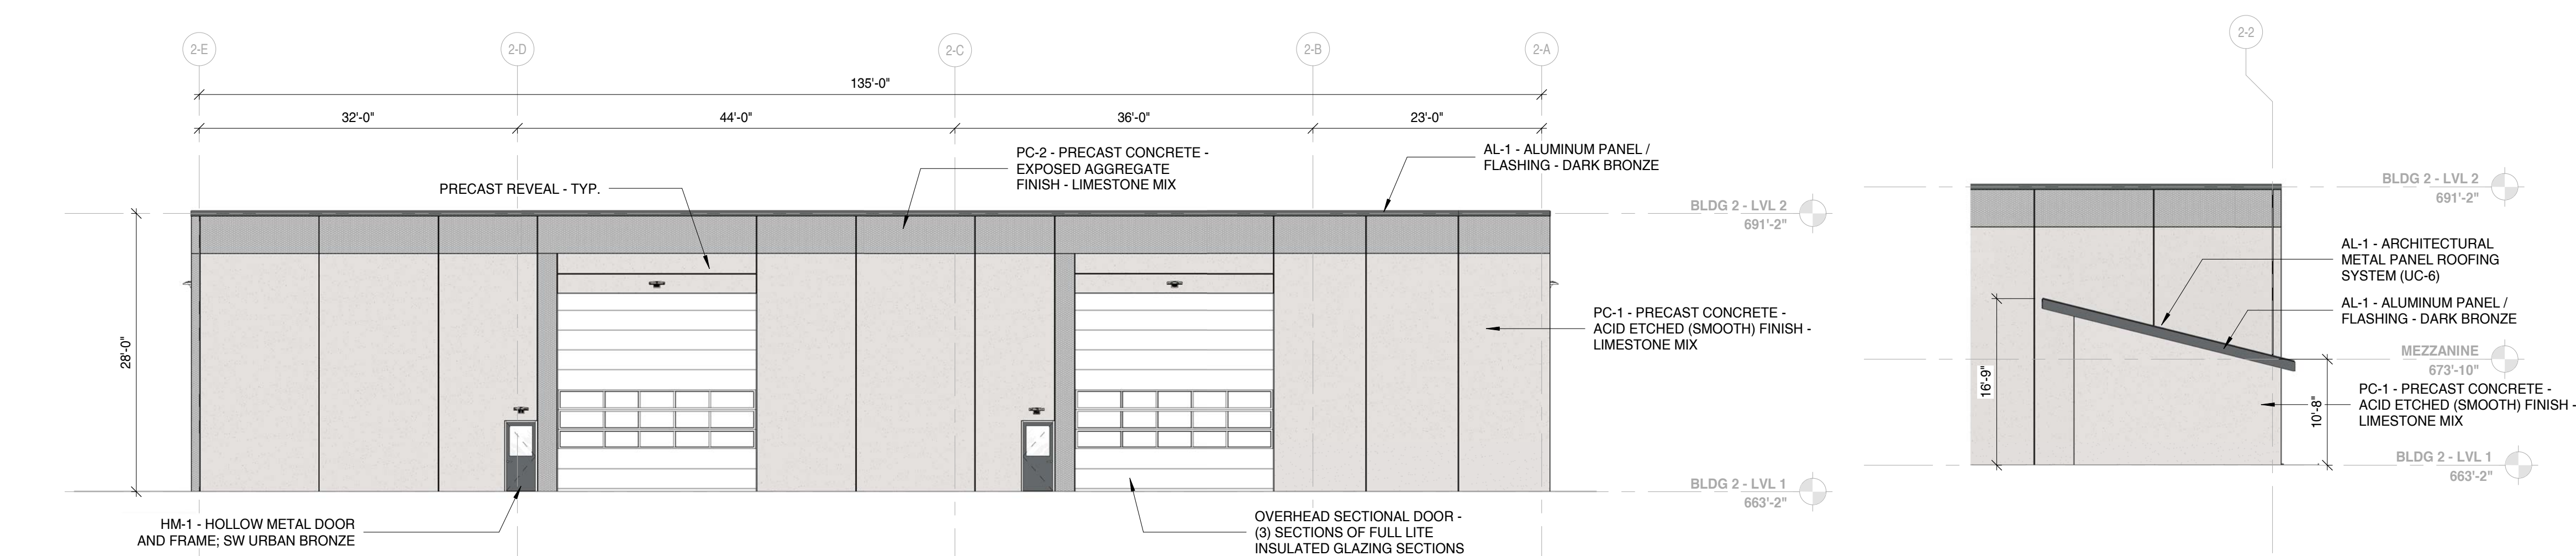 2-E
2-D
2-C
2-B
2-A
2-2
135'-0"
32'-0"
44'-0"
36'-0"
23'-0"
PRECAST REVEAL - TYP.
PC-2 - PRECAST CONCRETE -
EXPOSED AGGREGATE
FINISH - LIMESTONE MIX
AL-1 - ALUMINUM PANEL /
FLASHING - DARK BRONZE
BLDG 2 - LVL 2
691'-2"
28'-0"
PC-1 - PRECAST CONCRETE -
ACID ETCHED (SMOOTH) FINISH -
LIMESTONE MIX
BLDG 2 - LVL 1
663'-2"
HM-1 - HOLLOW METAL DOOR
AND FRAME; SW URBAN BRONZE
OVERHEAD SECTIONAL DOOR -
(3) SECTIONS OF FULL LITE
INSULATED GLAZING SECTIONS
BLDG 2 - LVL 2
691'-2"
AL-1 - ARCHITECTURAL
METAL PANEL ROOFING
SYSTEM (UC-6)
AL-1 - ALUMINUM PANEL /
FLASHING - DARK BRONZE
MEZZANINE
673'-10"
16'-9"
10'-8"
PC-1 - PRECAST CONCRETE -
ACID ETCHED (SMOOTH) FINISH -
LIMESTONE MIX
BLDG 2 - LVL 1
663'-2"